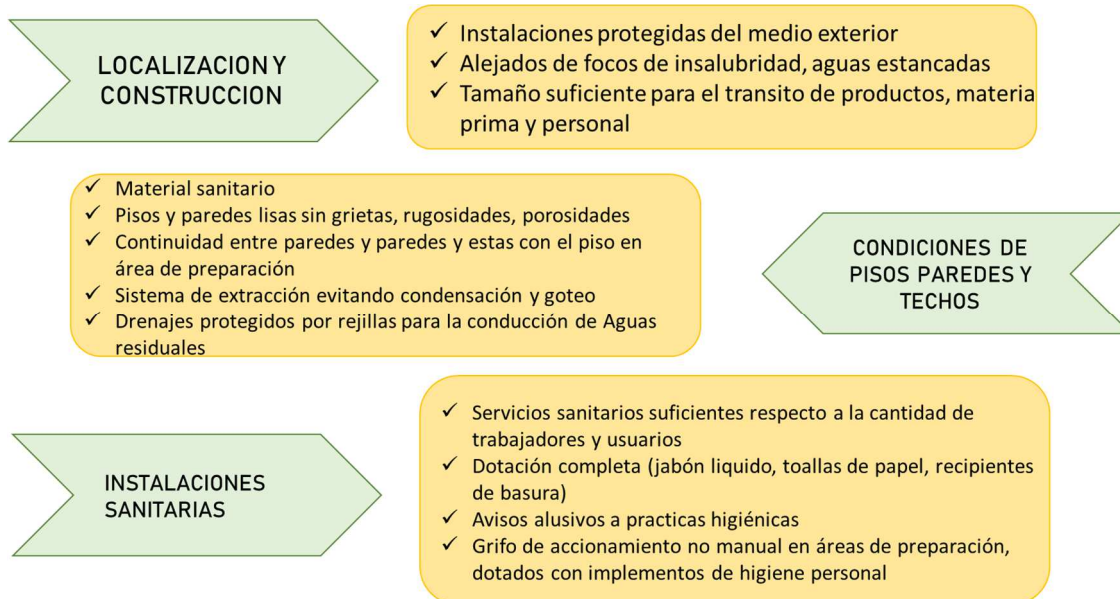 LOCALIZACION Y
CONSTRUCCION
✓ Instalaciones protegidas del medio exterior
✓ Alejados de focos de insalubridad, aguas estancadas
✓ Tamaño suficiente para el transito de productos, materia
prima y personal
✓ Material sanitario
✓ Pisos y paredes lisas sin grietas, rugosidades, porosidades
✓ Continuidad entre paredes y paredes y estas con el piso en
área de preparación
✓ Sistema de extracción evitando condensación y goteo
✓ Drenajes protegidos por rejillas para la conducción de Aguas
residuales
CONDICIONES DE
PISOS PAREDES Y
TECHOS
INSTALACIONES
SANITARIAS
✓ Servicios sanitarios suficientes respecto a la cantidad de
trabajadores y usuarios
✓ Dotación completa (jabón liquido, toallas de papel, recipientes
de basura)
✓ Avisos alusivos a practicas higiénicas
✓ Grifo de accionamiento no manual en áreas de preparación,
dotados con implementos de higiene personal